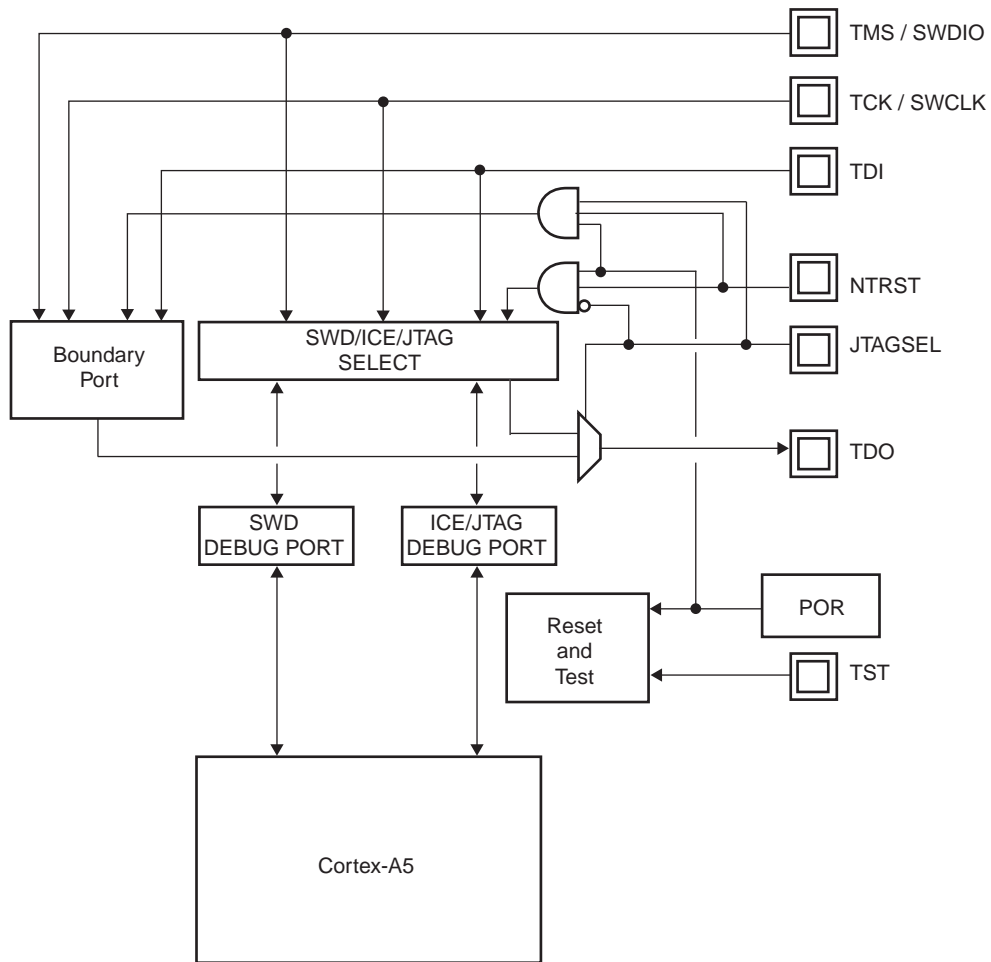 TMS / SWDIO
TCK / SWCLK
TDI
NTRST
JTAGSEL
Boundary
Port
SWD/ICE/JTAG
SELECT
TDO
SWD
DEBUG PORT
ICE/JTAG
DEBUG PORT
POR
Reset
and
Test
TST
Cortex-A5